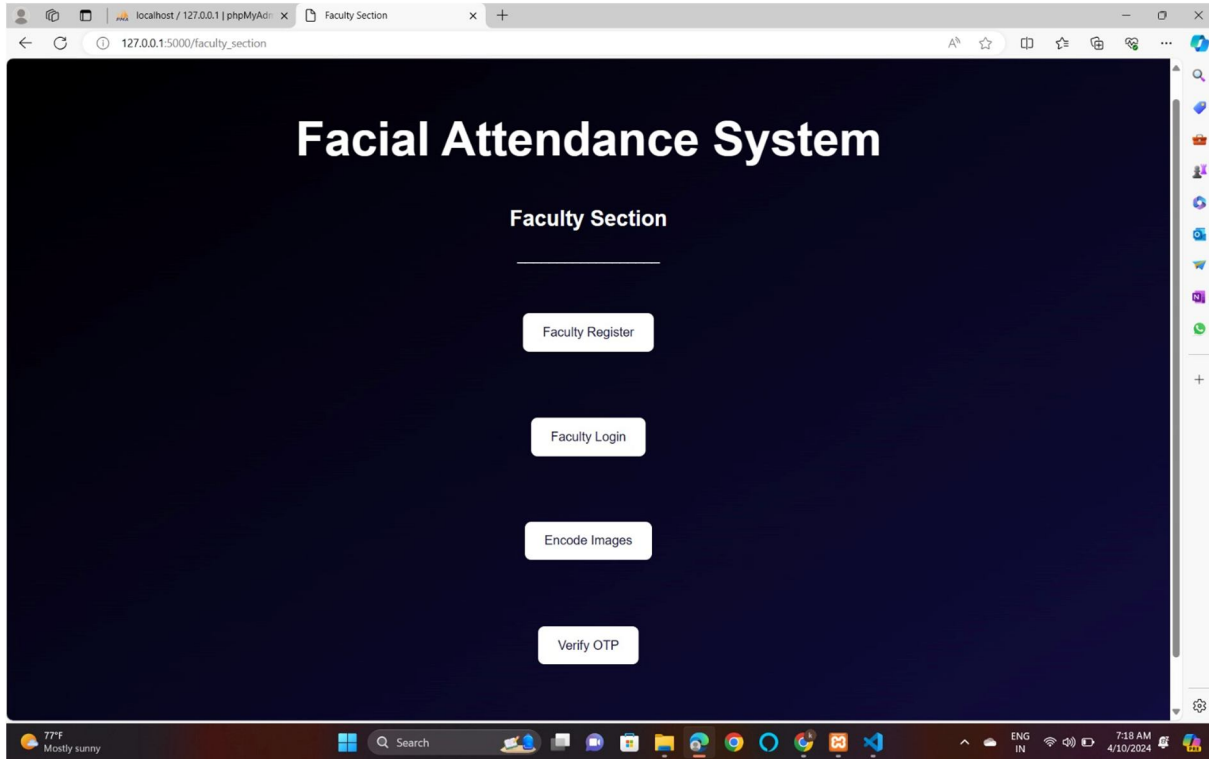 localhost / 127.0.0.1 | phpMyAdm
Faculty Section
127.0.0.1:5000/faculty_section
Facial Attendance System
Faculty Section
Faculty Register
Faculty Login
Encode Images
Verify OTP
77°F
Mostly sunny
Search
ENG
IN
7:18 AM
4/10/2024